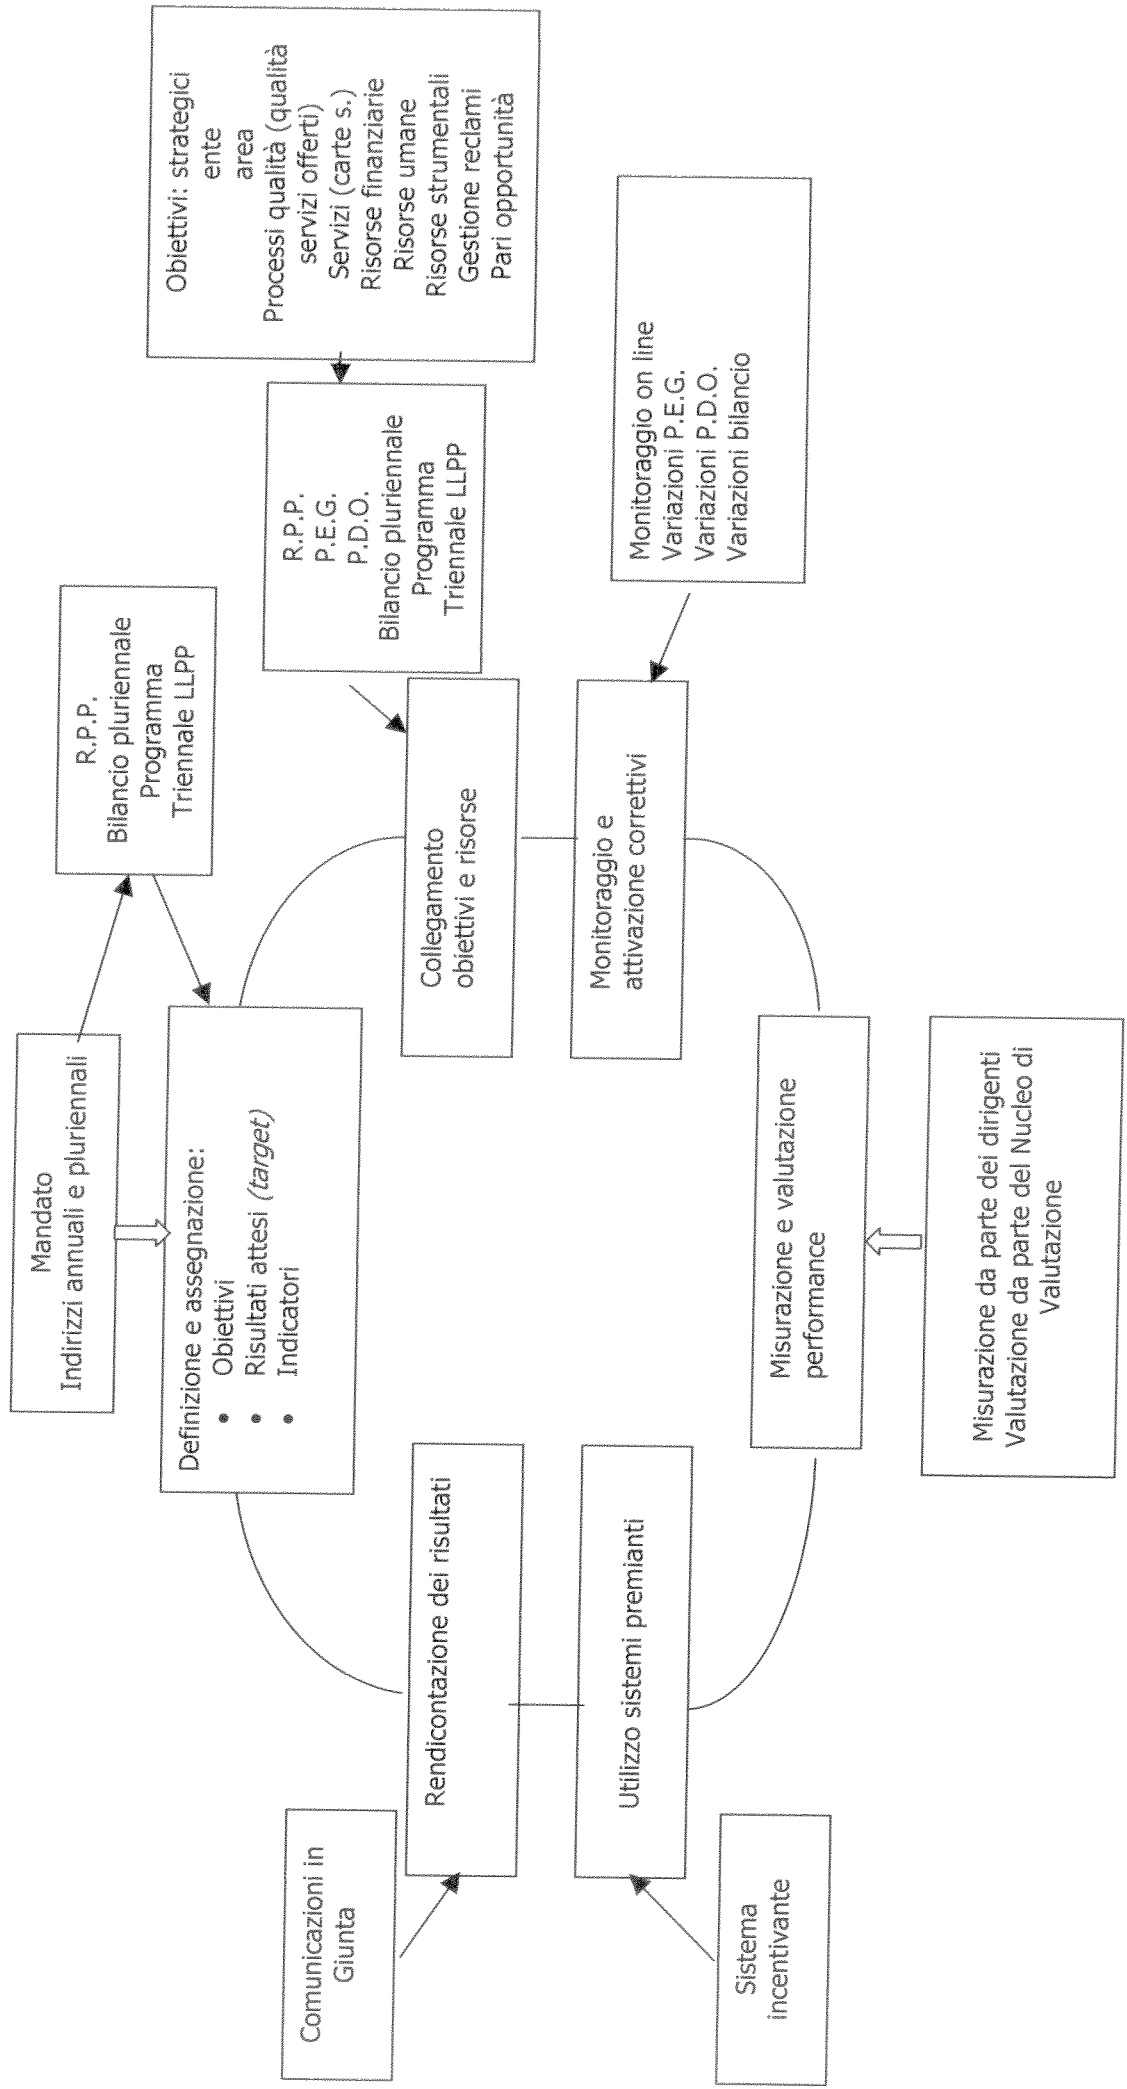 Mandato
Indirizzi annuali e pluriennali
R.P.P.
Bilancio pluriennale
Programma
Triennale LLPP
Definizione e assegnazione:
• Obiettivi
• Risultati attesi (target)
• Indicatori
Obiettivi: strategici
ente
area
Processi qualità (qualità
servizi offerti)
Servizi (carte s.)
Risorse finanziarie
Risorse umane
Risorse strumentali
Gestione reclami
Pari opportunità
R.P.P.
P.E.G.
P.D.O.
Bilancio pluriennale
Programma
Triennale LLPP
Comunicazioni in
Giunta
Rendicontazione dei risultati
Collegamento
obiettivi e risorse
Utilizzo sistemi premianti
Monitoraggio e
attivazione correttivi
Monitoraggio on line
Variazioni P.E.G.
Variazioni P.D.O.
Variazioni bilancio
Sistema
incentivante
Misurazione e valutazione
performance
Misurazione da parte dei dirigenti
Valutazione da parte del Nucleo di
Valutazione